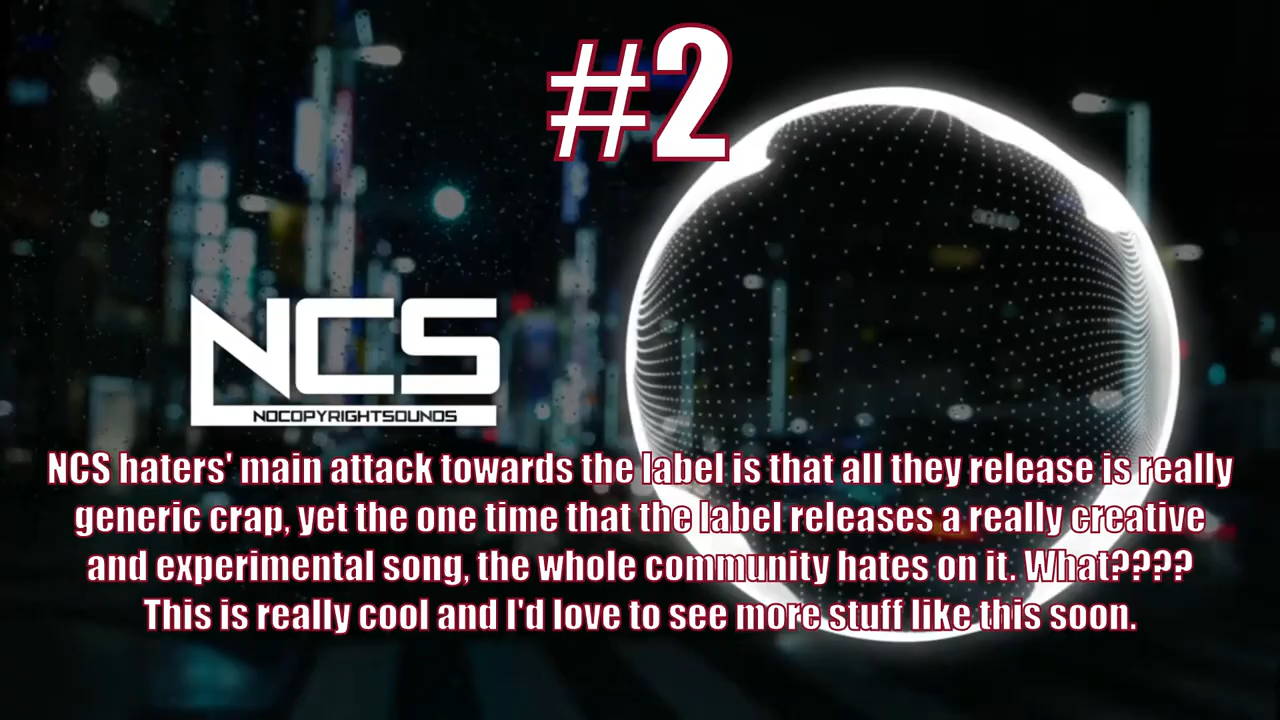 #2
NCS
NOCOPYRIGHTSOUNDS
NCS haters' main attack towards the label is that all they release is really
generic crap, yet the one time that the label releases a really creative
and experimental song, the whole community hates on it. What????
This is really cool and I'd love to see more stuff like this soon.